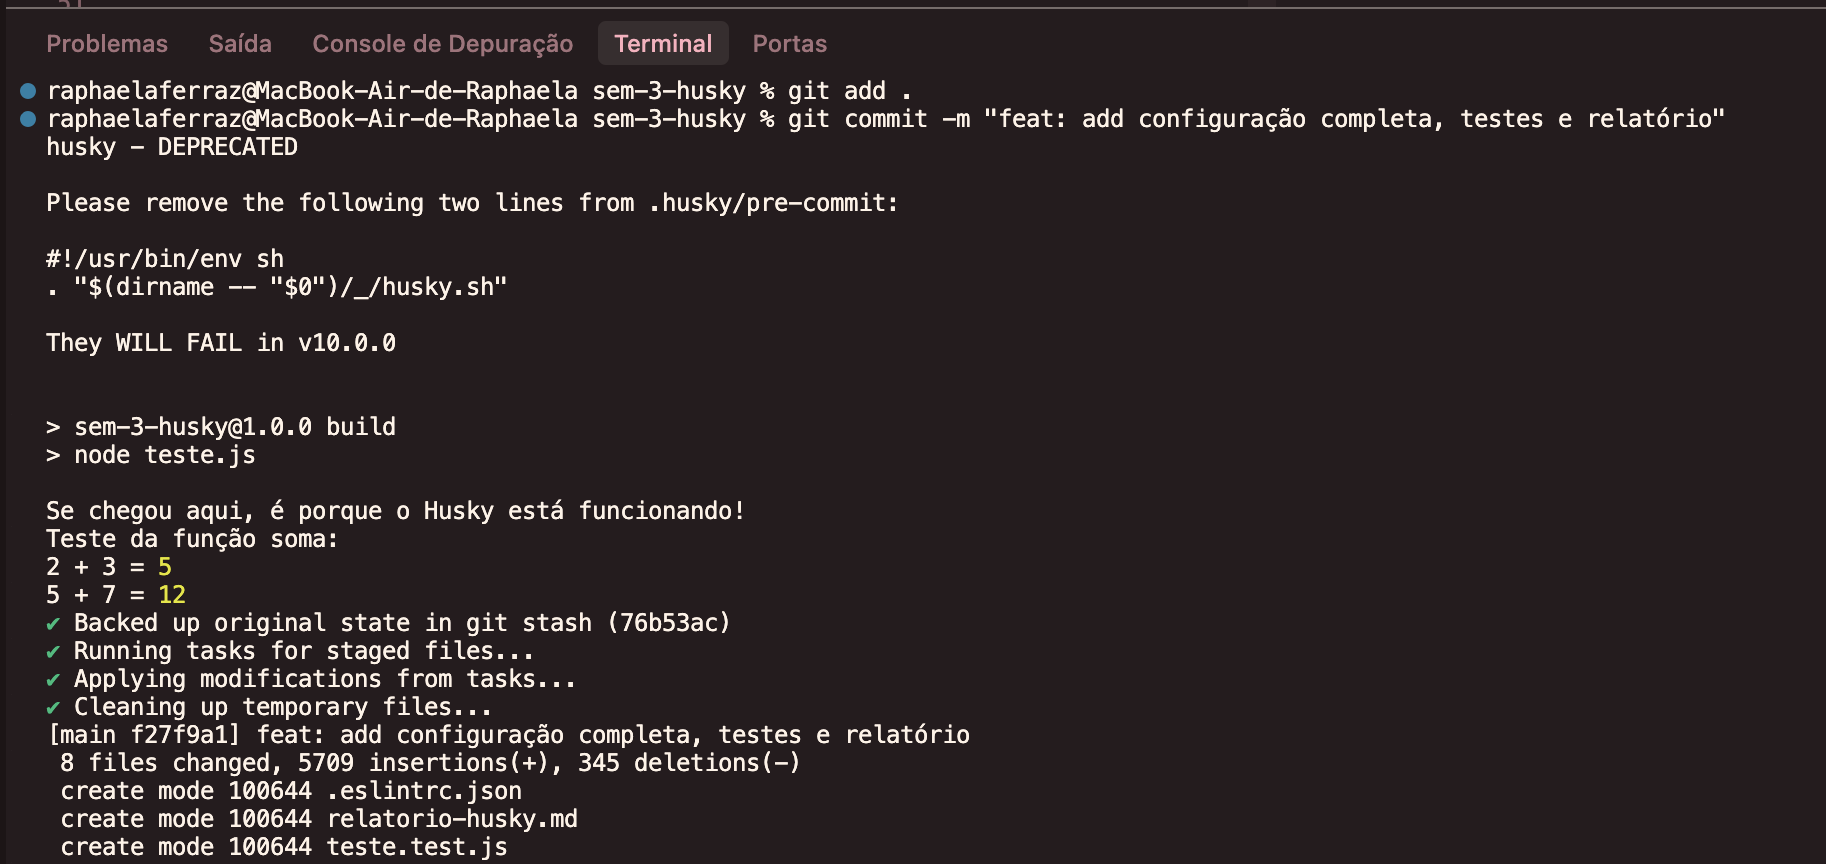 Problemas Saída Console de Depuração Terminal Portas
raphaelaferraz@MacBook-Air-de-Raphaela sem-3-husky % git add .
raphaelaferraz@MacBook-Air-de-Raphaela sem-3-husky % git commit -m "feat: add configuração completa, testes e relatório"
husky - DEPRECATED
Please remove the following two lines from .husky/pre-commit:
#!/usr/bin/env sh
. "$(dirname -- "$0")/_/husky.sh"
They WILL FAIL in v10.0.0
> sem-3-husky@1.0.0 build
> node teste.js
Se chegou aqui, é porque o Husky está funcionando!
Teste da função soma:
2 + 3 = 5
5 + 7 = 12
✔ Backed up original state in git stash (76b53ac)
✔ Running tasks for staged files...
✔ Applying modifications from tasks...
✔ Cleaning up temporary files...
[main f27f9a1] feat: add configuração completa, testes e relatório
8 files changed, 5709 insertions(+), 345 deletions(-)
create mode 100644 .eslintrc.json
create mode 100644 relatorio-husky.md
create mode 100644 teste.test.js